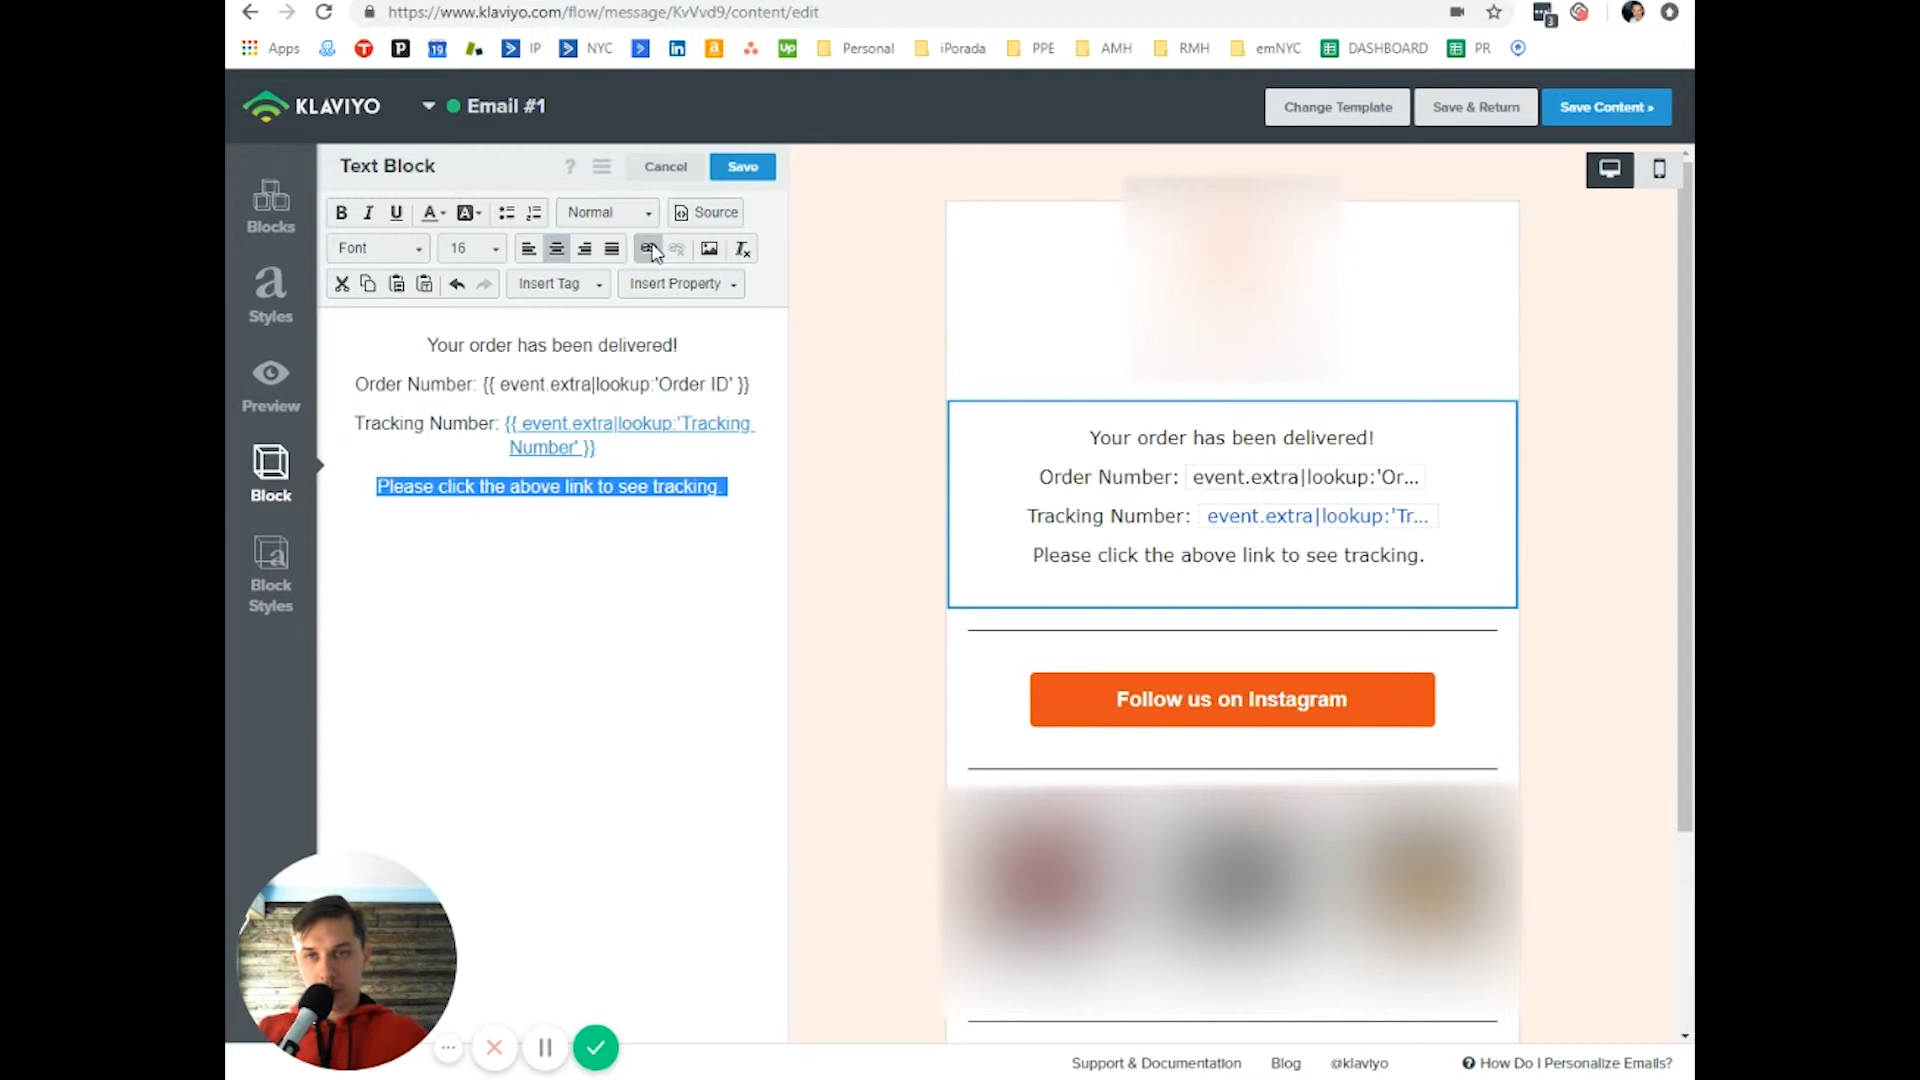 https://www.klaviyo.com/flow/message/KvVvd9/content/edit
3
Apps
19
IP
NYC
in
a
Up
Personal
iPorada
PPE
AMH
RMH
emNYC
DASHBOARD
PR
KLAVIYO
Email #1
Change Template
Save & Return
Save Content »
Blocks
Styles
Preview
Block
Block
Styles
Text Block
?
Cancel
Save
B I U A A Normal Source
Font 16
Insert Tag Insert Property
Your order has been delivered!
Order Number: {{ event.extra|lookup:'Order ID' }}
Tracking Number: {{ event.extra|lookup:'Tracking
Number' }}
Please click the above link to see tracking.
Your order has been delivered!
Order Number: event.extra|lookup:'Or...
Tracking Number: event.extra|lookup:'Tr...
Please click the above link to see tracking.
Follow us on Instagram
Support & Documentation
Blog
@klaviyo
How Do I Personalize Emails?